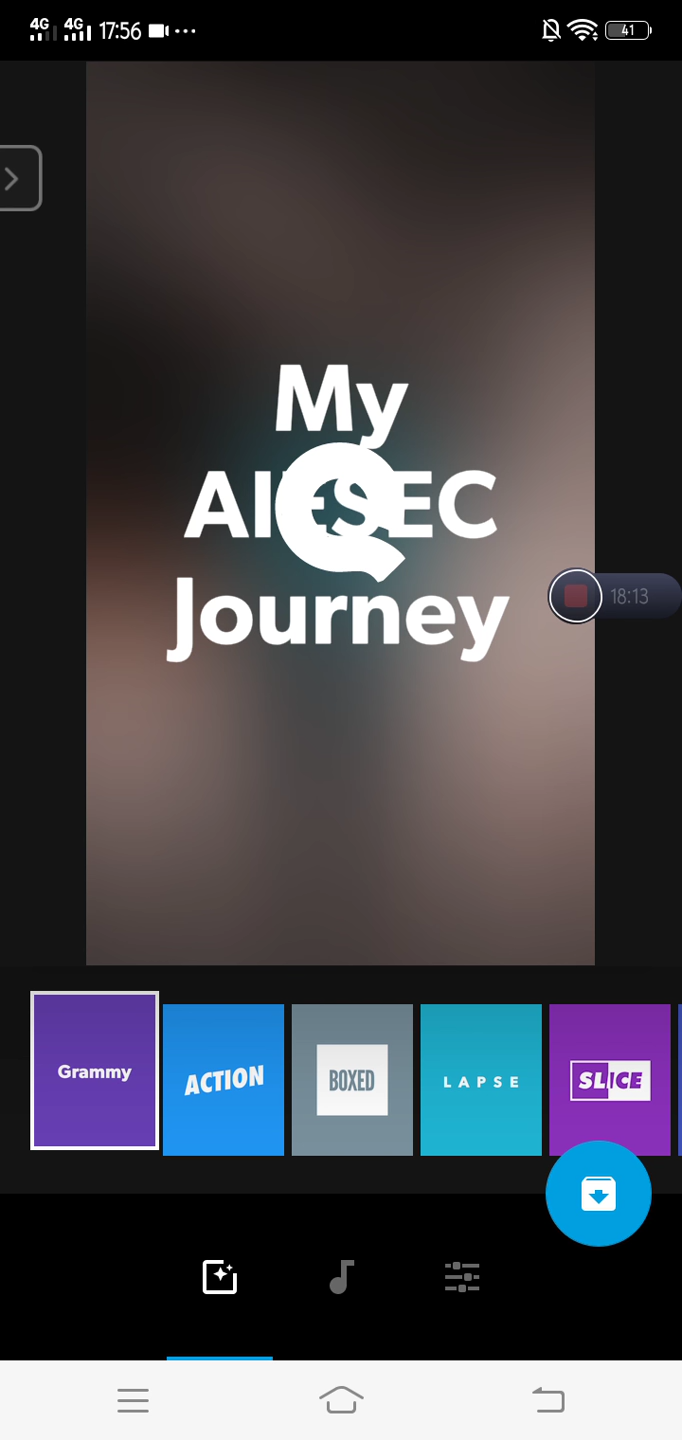 4G 4G 17:56 41
My
AIESEC
Journey
18:13
Grammy
ACTION
BOXED
LAPSE
SLICE